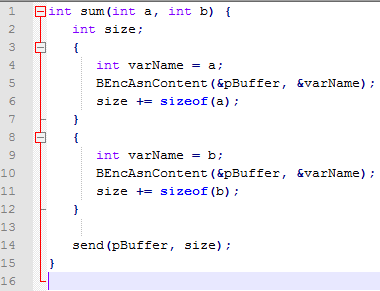 1 int sum(int a, int b) {
2 int size;
3 {
4 int varName = a;
5 BEncAsnContent(&pBuffer, &varName);
6 size += sizeof(a);
7 }
8 {
9 int varName = b;
10 BEncAsnContent(&pBuffer, &varName);
11 size += sizeof(b);
12 }
13
14 send(pBuffer, size);
15 }
16